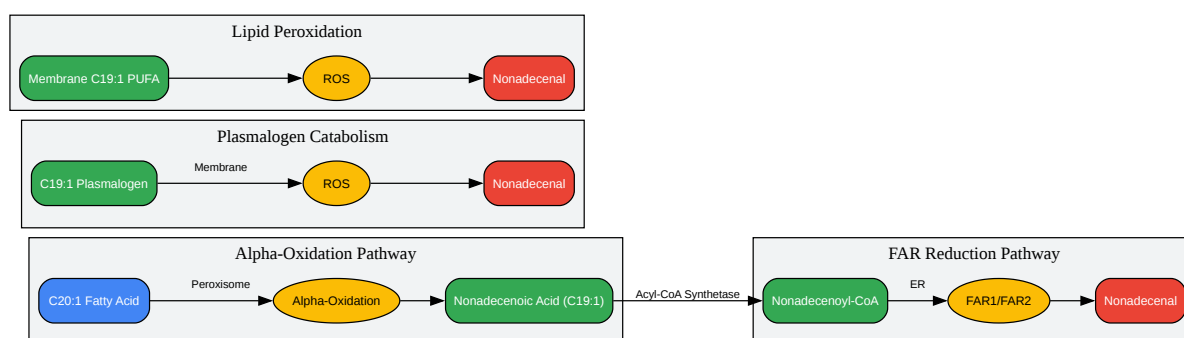 Lipid Peroxidation
Membrane C19:1 PUFA
ROS
Nonadecenal
Plasmalogen Catabolism
C19:1 Plasmalogen
Membrane
ROS
Nonadecenal
Alpha-Oxidation Pathway
C20:1 Fatty Acid
Peroxisome
Alpha-Oxidation
Nonadecenoic Acid (C19:1)
Acyl-CoA Synthetase
FAR Reduction Pathway
Nonadecenoyl-CoA
ER
FAR1/FAR2
Nonadecenal